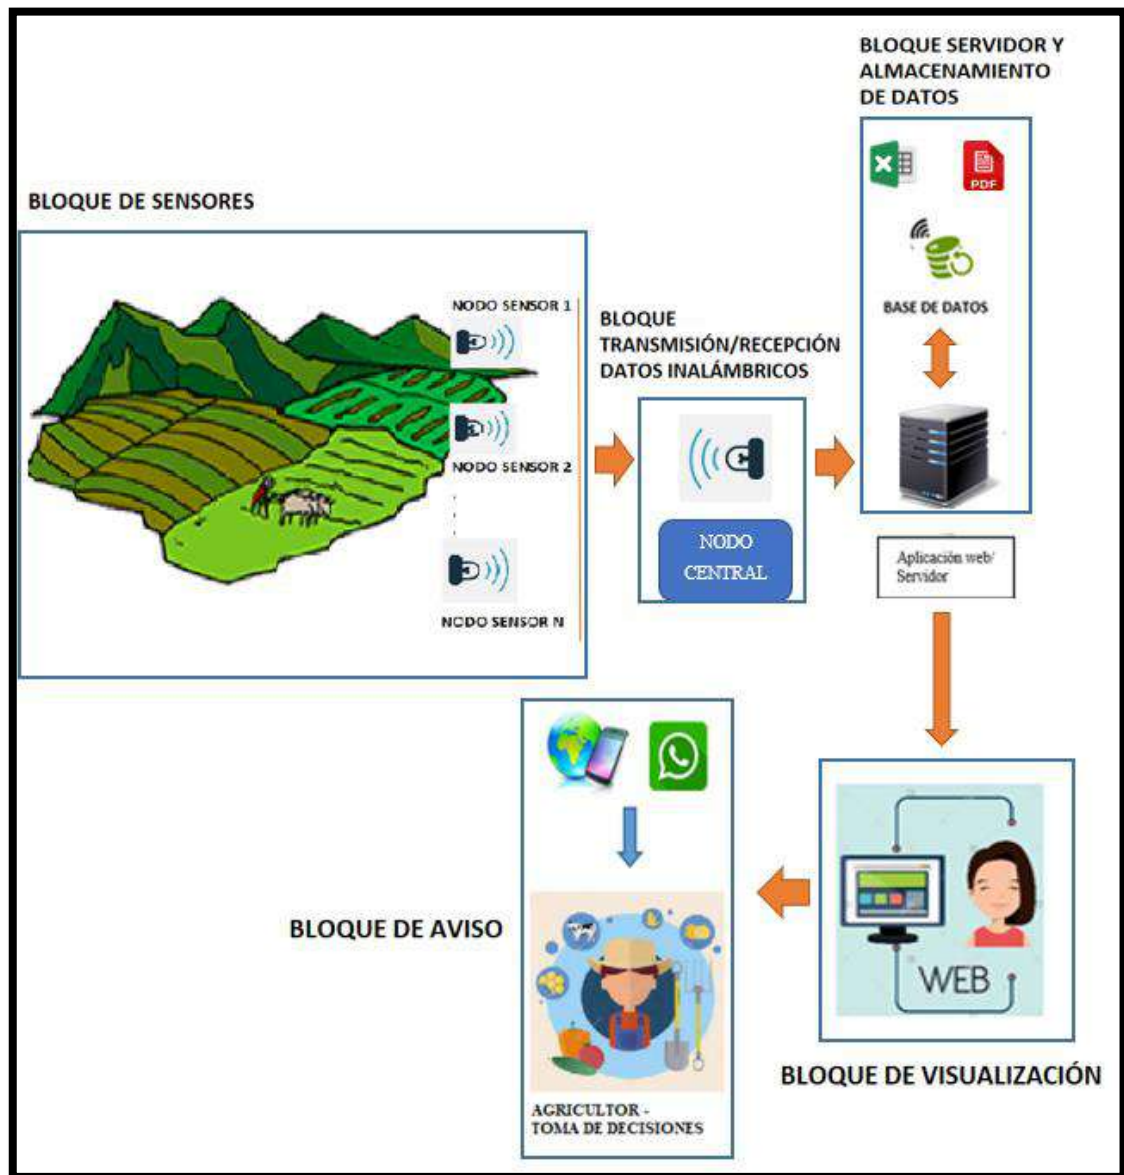 BLOQUE SERVIDOR Y
ALMACENAMIENTO
DE DATOS
PDF
BASE DE DATOS
BLOQUE DE SENSORES
NODO SENSOR 1
NODO SENSOR 2
NODO SENSOR N
BLOQUE
TRANSMISIÓN/RECEPCIÓN
DATOS INALÁMBRICOS
NODO
CENTRAL
Aplicación web/
Servidor
WEB
BLOQUE DE VISUALIZACIÓN
BLOQUE DE AVISO
AGRICULTOR -
TOMA DE DECISIONES